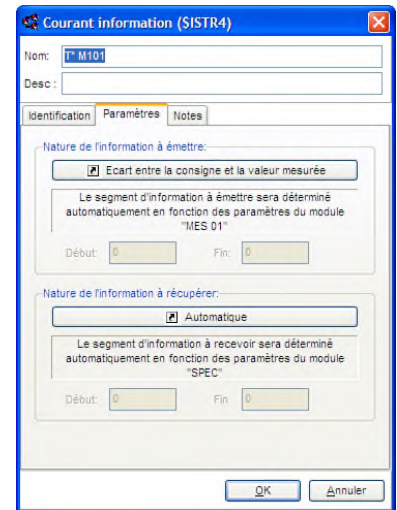 Courant information ($ISTR4)
Nom: T° M101
Desc :
Identification Paramètres Notes
Nature de l'information à émettre:
Ecart entre la consigne et la valeur mesurée
Le segment d'information à émettre sera déterminé
automatiquement en fonction des paramètres du module
"MES 01"
Début: 0 Fin: 0
Nature de l'information à récupérer:
Automatique
Le segment d'information à recevoir sera déterminé
automatiquement en fonction des paramètres du module
"SPEC"
Début: 0 Fin 0
OK Annuler